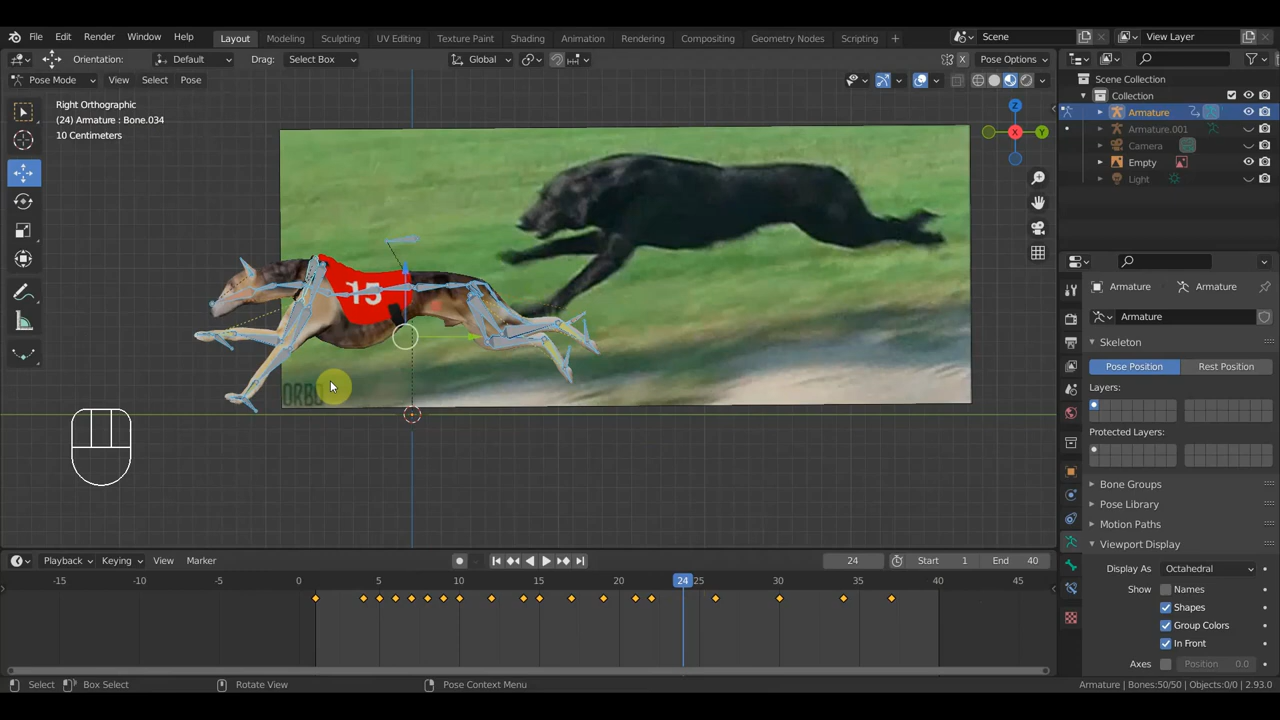 File Edit Render Window Help Layout Modeling Sculpting UV Editing Texture Paint Shading Animation Rendering Compositing Geometry Nodes Scripting + Scene View Layer
Orientation: Default Drag: Select Box Global X Pose Options
Pose Mode View Select Pose
Scene Collection
Collection
Armature
Armature.001
Camera
Empty
Light
Right Orthographic
(24) Armature : Bone.034
10 Centimeters
Z
X
Y
15
ORBO
Armature Armature
Armature
Skeleton
Pose Position Rest Position
Layers:
Protected Layers:
Bone Groups
Pose Library
Motion Paths
Viewport Display
Display As Octahedral
Show Names
Shapes
Group Colors
In Front
Axes Position 0.0
Playback Keying View Marker 24 Start 1 End 40
-15 -10 -5 0 5 10 15 20 24 25 30 35 40 45
Select Box Select Rotate View Pose Context Menu Armature | Bones:50/50 | Objects:0/0 | 2.93.0